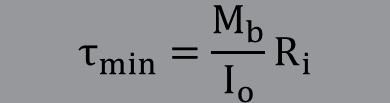 τ_min = M_b / I_o R_i